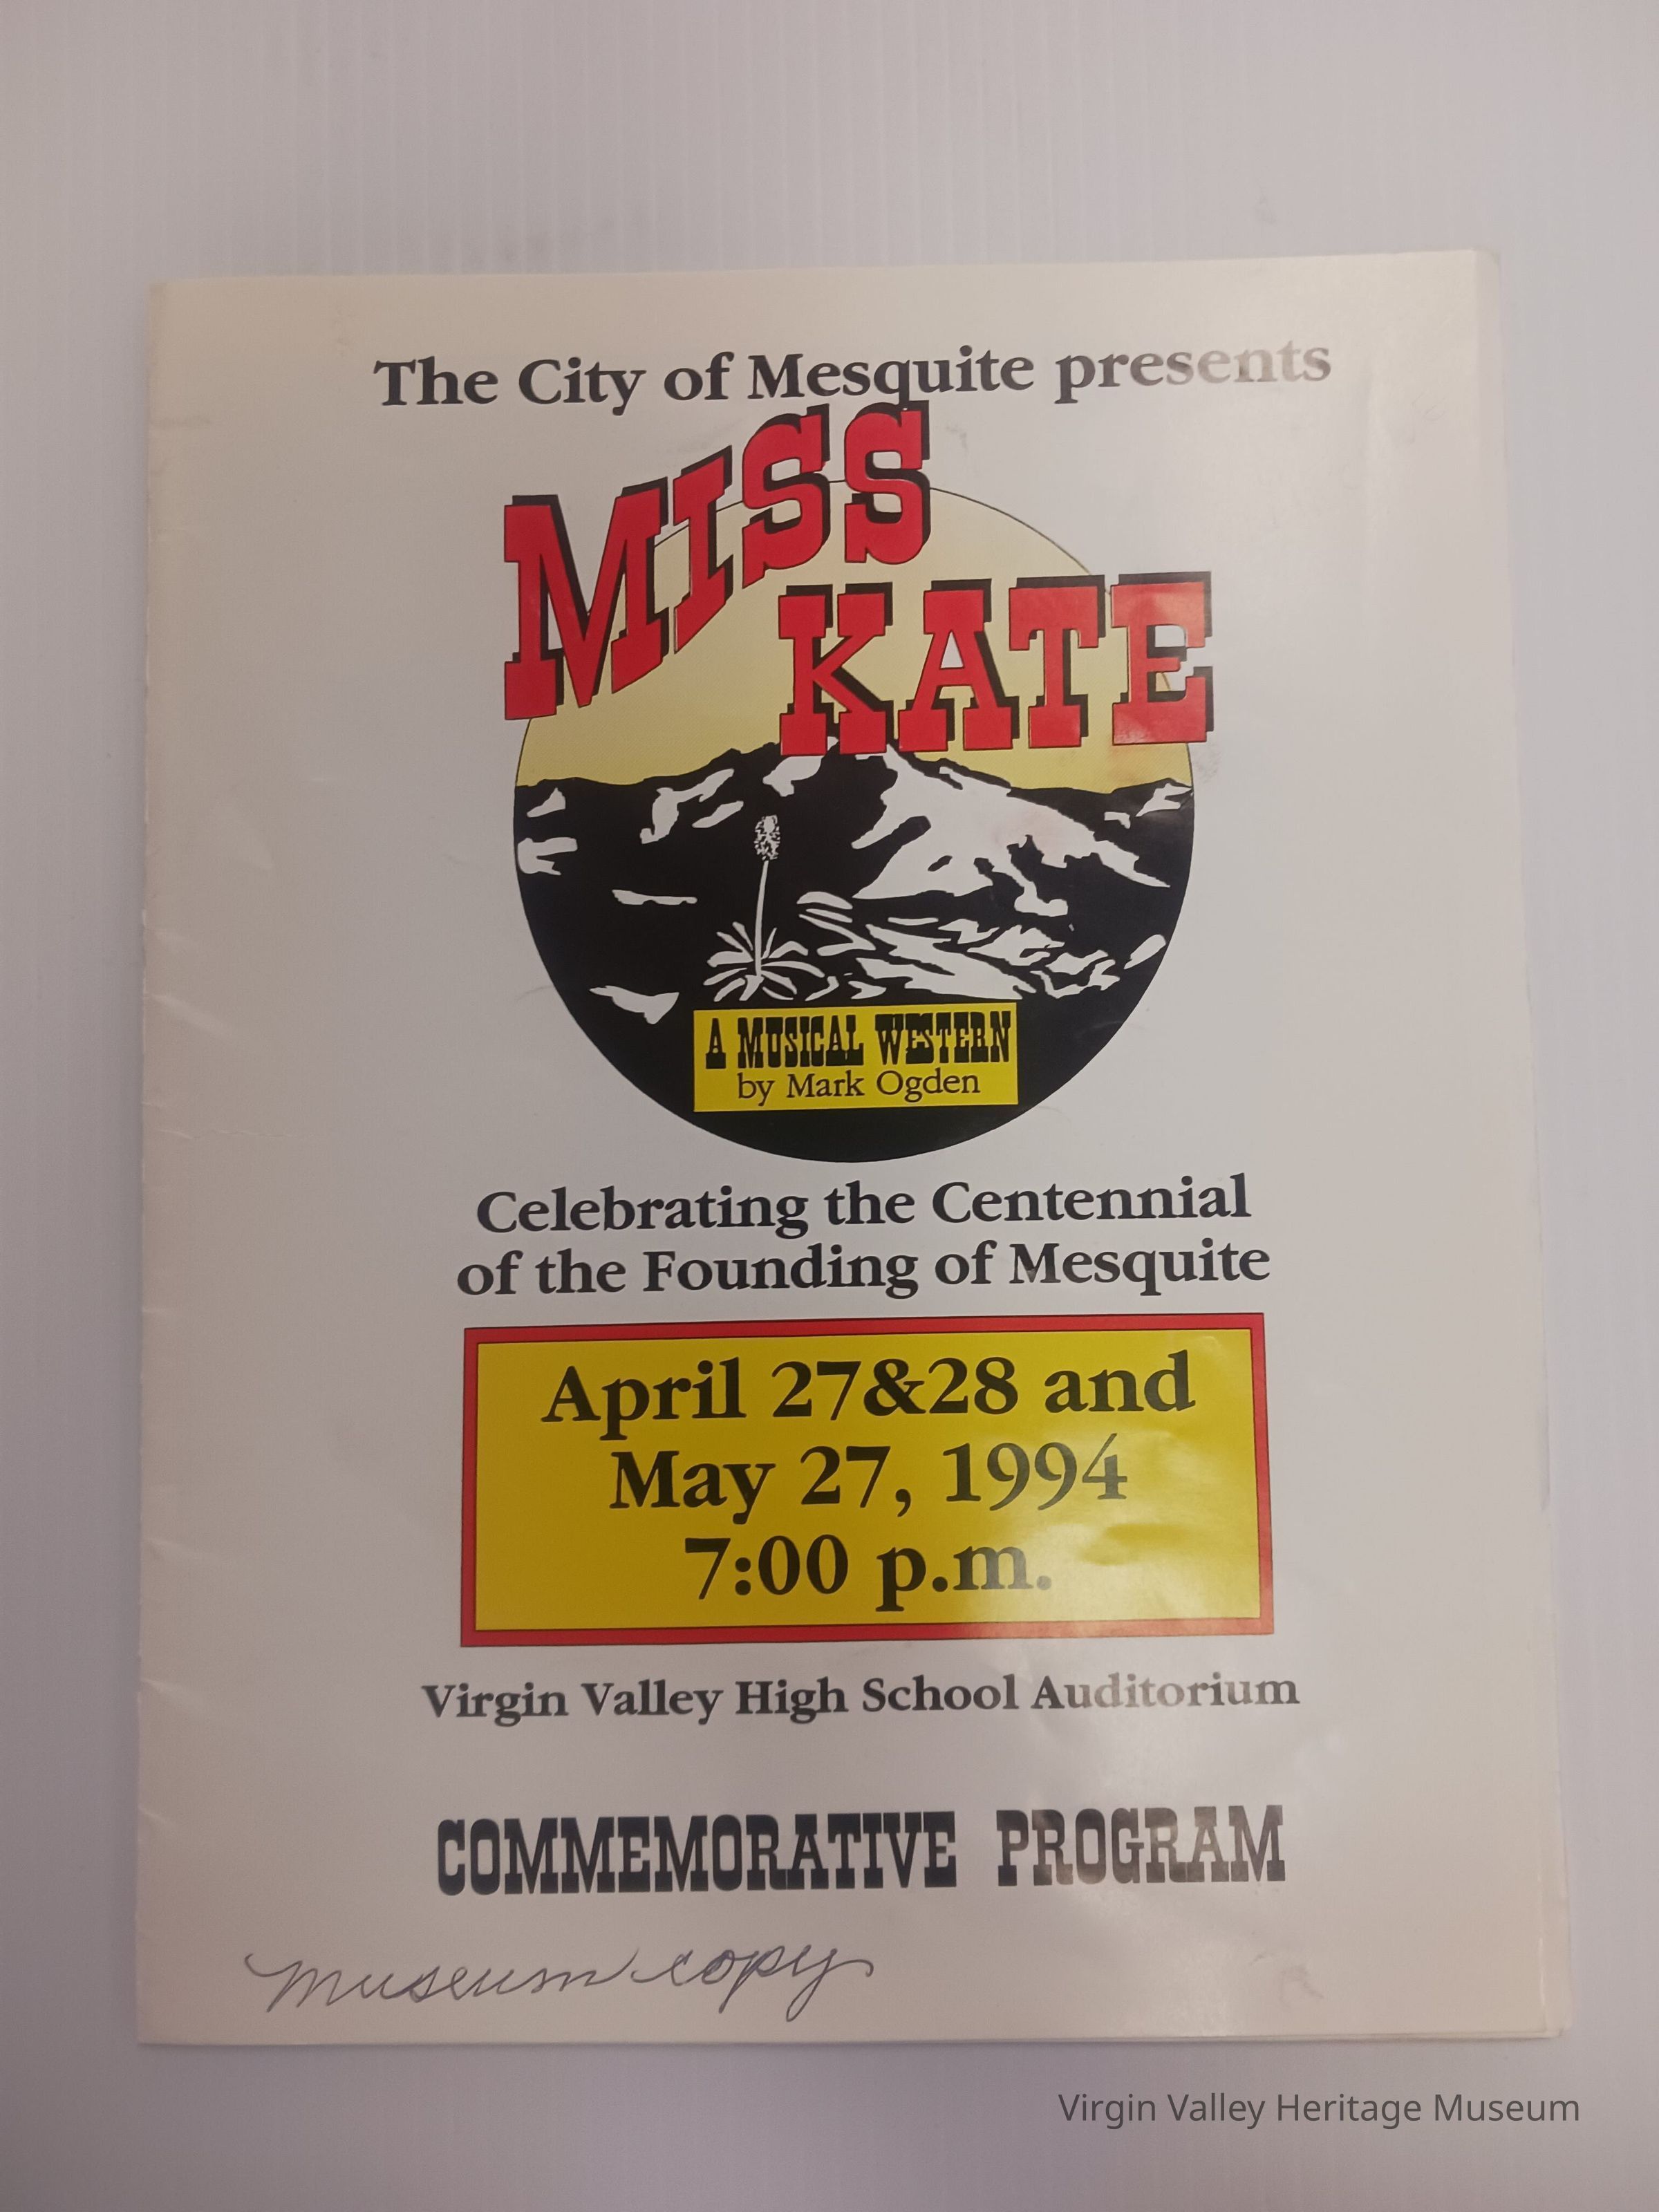 The City of Mesquite presents
MISS
KATE
A MUSICAL WESTERN
by Mark Ogden
Celebrating the Centennial
of the Founding of Mesquite
April 27&28 and
May 27, 1994
7:00 p.m.
Virgin Valley High School Auditorium
COMMEMORATIVE PROGRAM
museum copy
Virgin Valley Heritage Museum